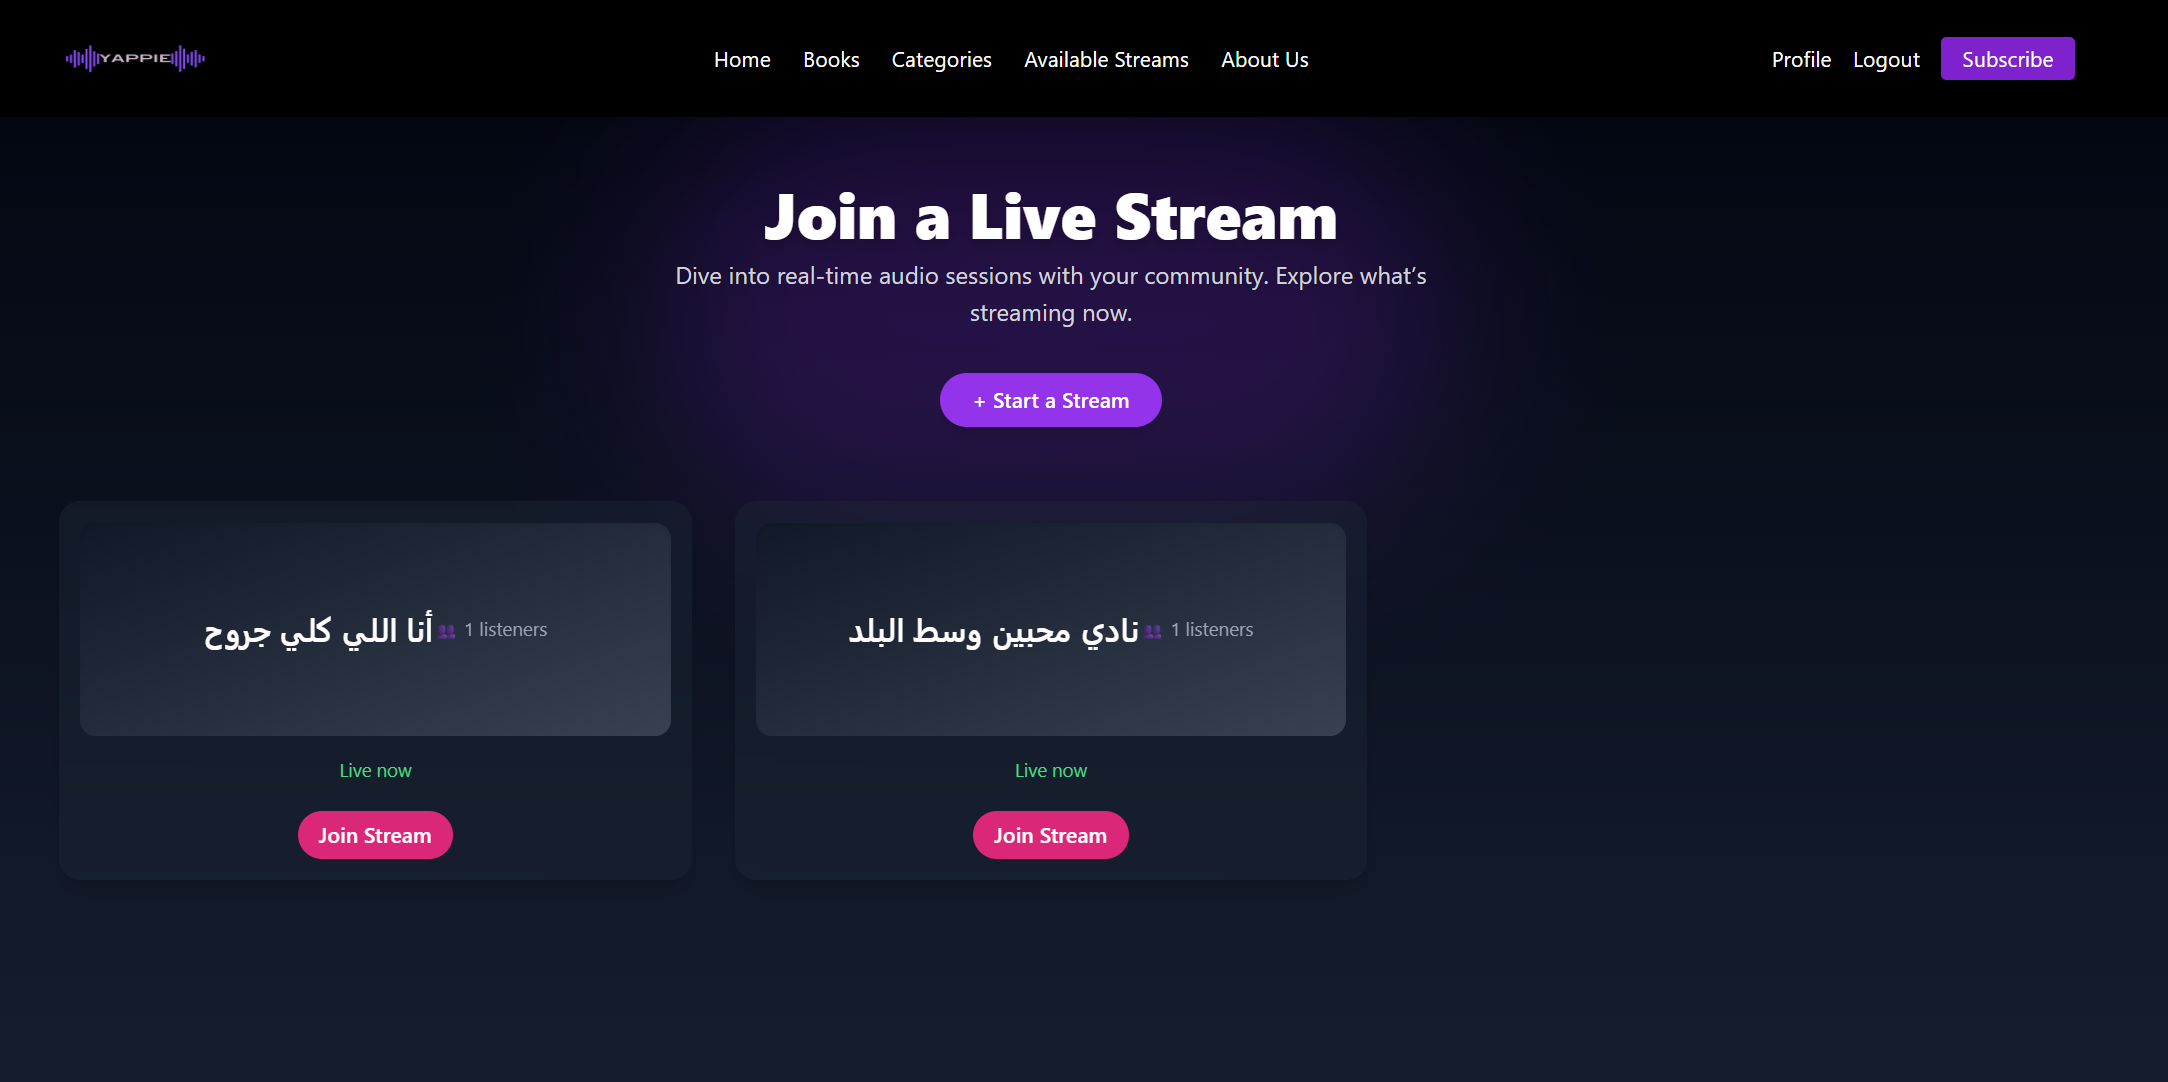 YAPPIE
Home Books Categories Available Streams About Us
Profile Logout Subscribe
Join a Live Stream
Dive into real-time audio sessions with your community. Explore what’s
streaming now.
+ Start a Stream
أنا اللي كلي جروح 1 listeners
Live now
Join Stream
نادي محبين وسط البلد 1 listeners
Live now
Join Stream